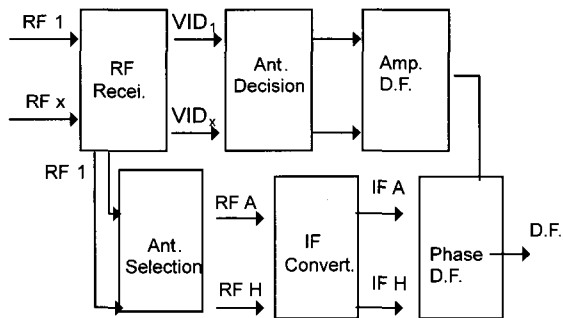 RF 1
RF x
RF
Recei.
VID1
VIDx
Ant.
Decision
Amp.
D.F.
RF 1
Ant.
Selection
RF A
RF H
IF
Convert.
IF A
IF H
Phase
D.F.
D.F.